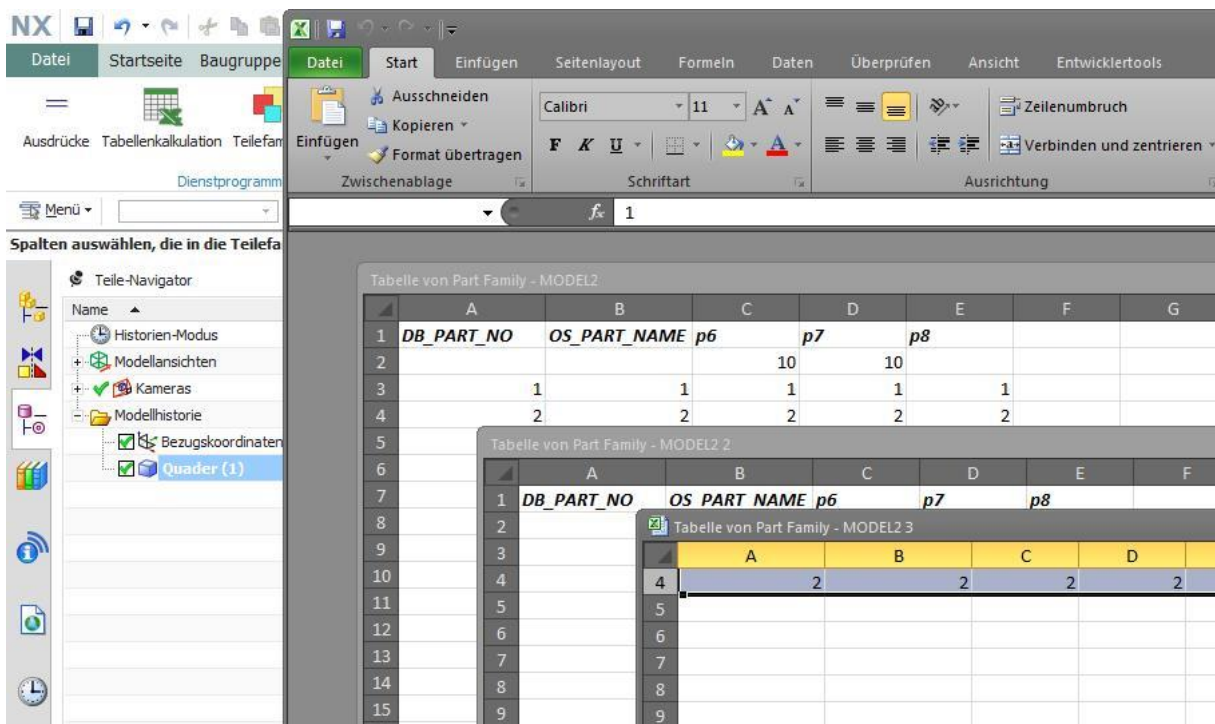 NX
Datei Startseite Baugruppe
Ausdrücke Tabellenkalkulation Teilefam
Dienstprogramm
Menü
Spalten auswählen, die in die Teilefa
Teile-Navigator
Name
Historien-Modus
Modellansichten
Kameras
Modellhistorie
Bezugskoordinaten
Quader (1)
Datei Start Einfügen Seitenlayout Formeln Daten Überprüfen Ansicht Entwicklertools
Einfügen
Ausschneiden
Kopieren
Format übertragen
Zwischenablage
Calibri 11 A A
F K U A
Schriftart
Zeilenumbruch
Verbinden und zentrieren
Ausrichtung
fx 1
Tabelle von Part Family - MODEL2
A B C D E F G
1 DB_PART_NO OS_PART_NAME p6 p7 p8
2 10 10
3 1 1 1 1 1
4 2 2 2 2 2
5
6
7
8
9
10
11
12
13
14
15
Tabelle von Part Family - MODEL2 2
A B C D E F
1 DB_PART_NO OS_PART_NAME p6 p7 p8
2
3
4
5
6
7
8
9
Tabelle von Part Family - MODEL2 3
A B C D
4 2 2 2 2
5
6
7
8
9